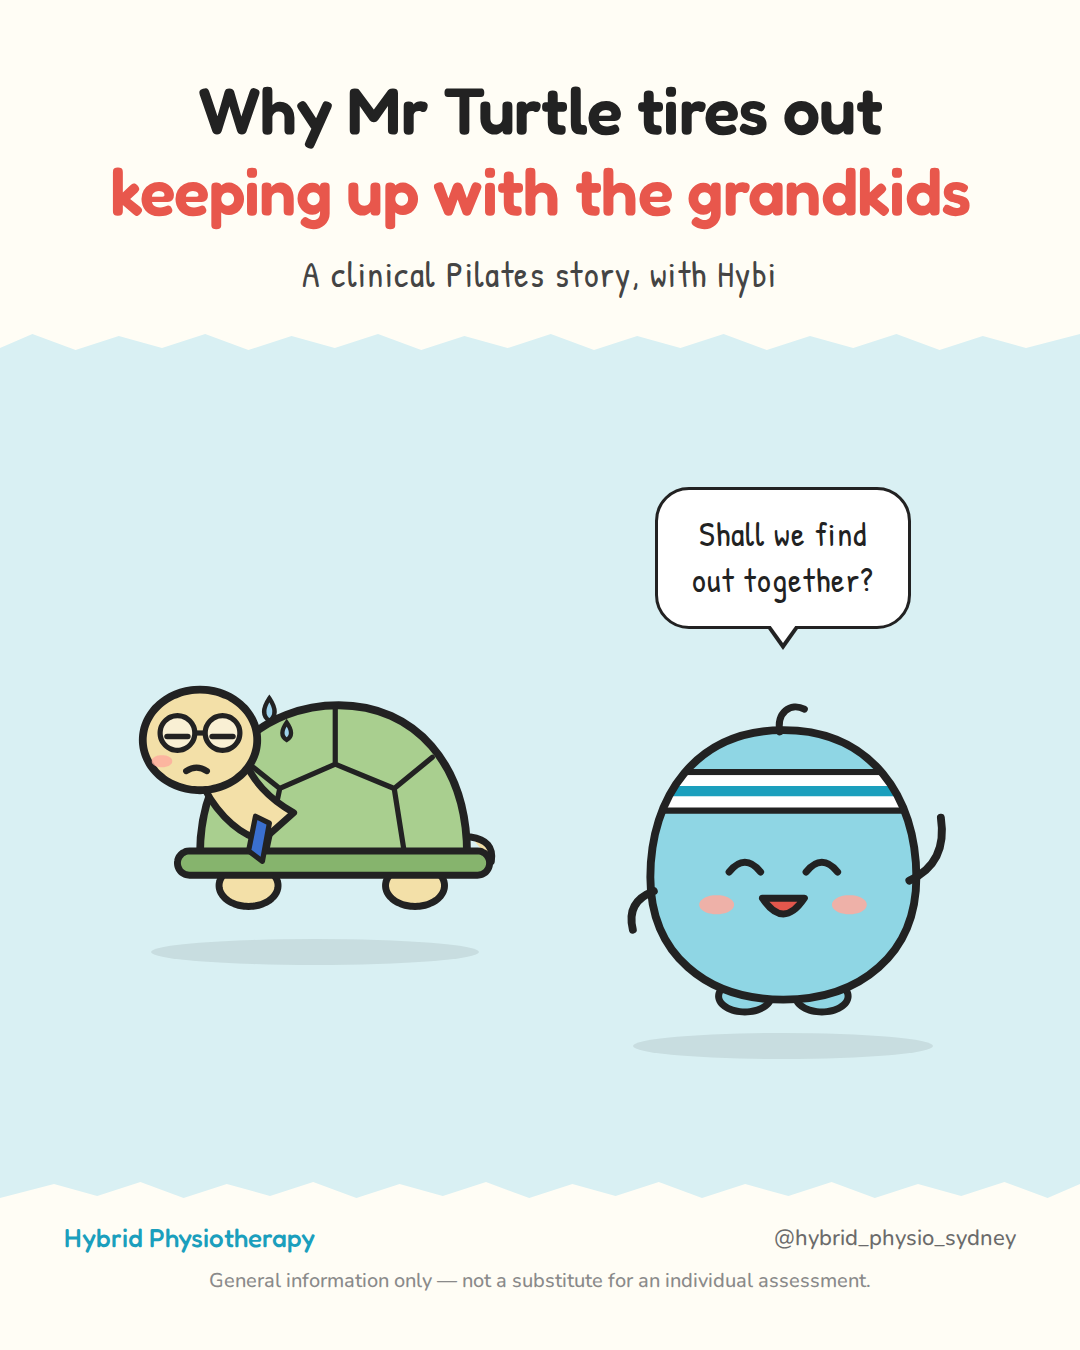 Why Mr Turtle tires out
keeping up with the grandkids
A clinical Pilates story, with Hybi
Shall we find
out together?
Hybrid Physiotherapy
@hybrid_physio_sydney
General information only — not a substitute for an individual assessment.